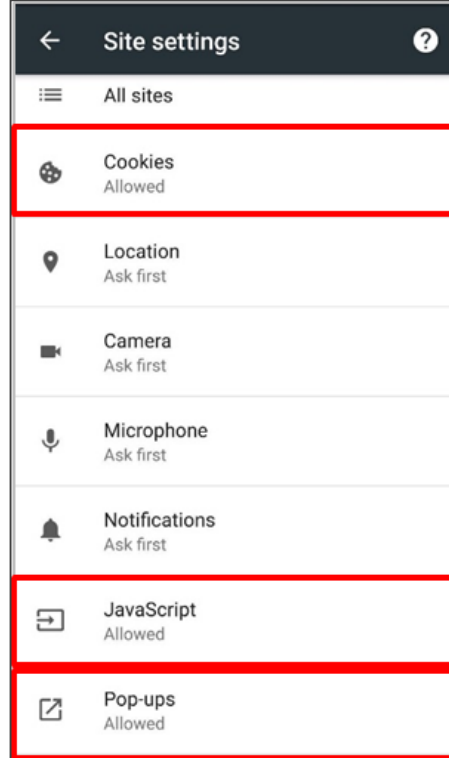 Site settings
All sites
Cookies
Allowed
Location
Ask first
Camera
Ask first
Microphone
Ask first
Notifications
Ask first
JavaScript
Allowed
Pop-ups
Allowed